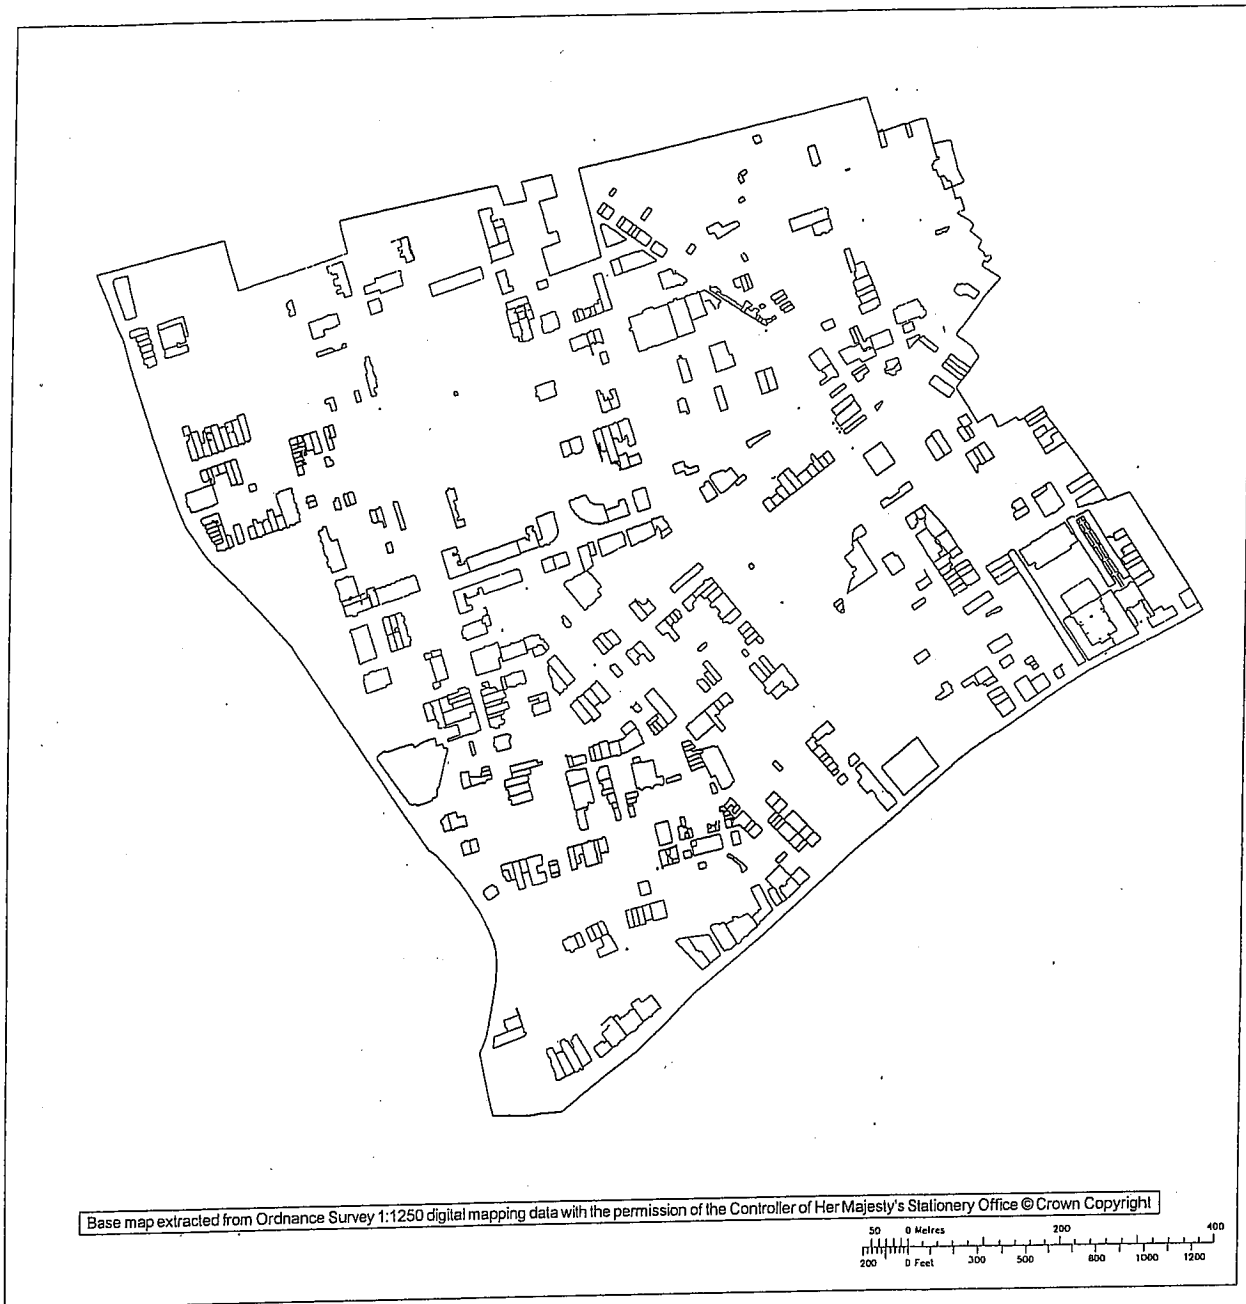 Base map extracted from Ordnance Survey 1:1250 digital mapping data with the permission of the Controller of Her Majesty's Stationery Office © Crown Copyright
50 0 Metres 200 400
200 0 Feet 300 500 800 1000 1200